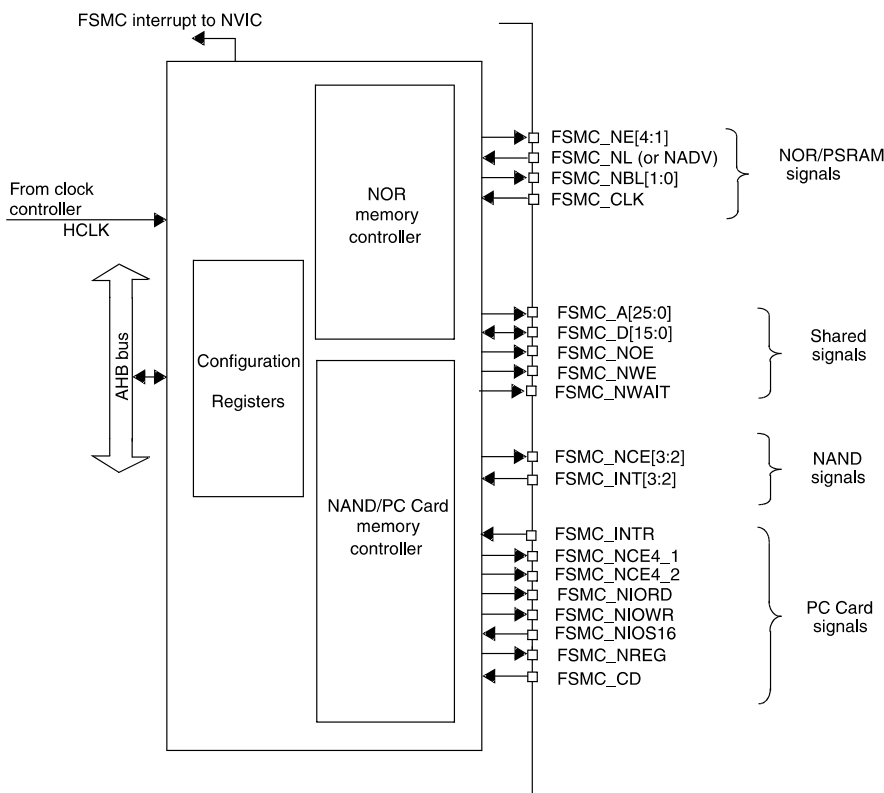 FSMC interrupt to NVIC
From clock
controller
HCLK
AHB bus
Configuration
Registers
NOR
memory
controller
NAND/PC Card
memory
controller
FSMC_NE[4:1]
FSMC_NL (or NADV)
FSMC_NBL[1:0]
FSMC_CLK
NOR/PSRAM
signals
FSMC_A[25:0]
FSMC_D[15:0]
FSMC_NOE
FSMC_NWE
FSMC_NWAIT
Shared
signals
FSMC_NCE[3:2]
FSMC_INT[3:2]
NAND
signals
FSMC_INTR
FSMC_NCE4_1
FSMC_NCE4_2
FSMC_NIORD
FSMC_NIOWR
FSMC_NIOS16
FSMC_NREG
FSMC_CD
PC Card
signals